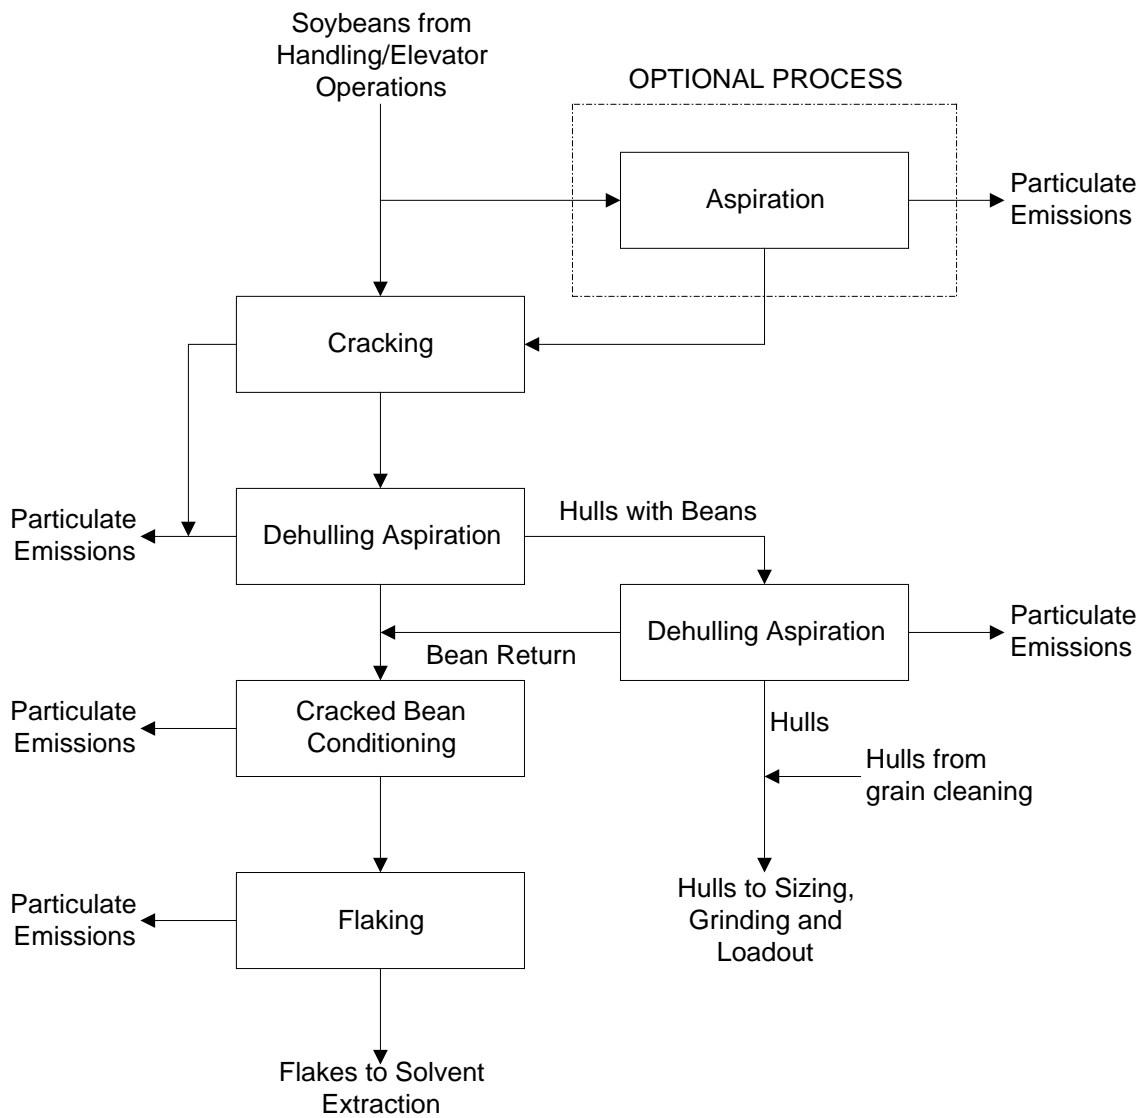 Soybeans from
Handling/Elevator
Operations
OPTIONAL PROCESS
Aspiration
Particulate
Emissions
Cracking
Particulate
Emissions
Dehulling Aspiration
Hulls with Beans
Dehulling Aspiration
Particulate
Emissions
Bean Return
Particulate
Emissions
Cracked Bean
Conditioning
Hulls
Hulls from
grain cleaning
Particulate
Emissions
Flaking
Hulls to Sizing,
Grinding and
Loadout
Flakes to Solvent
Extraction